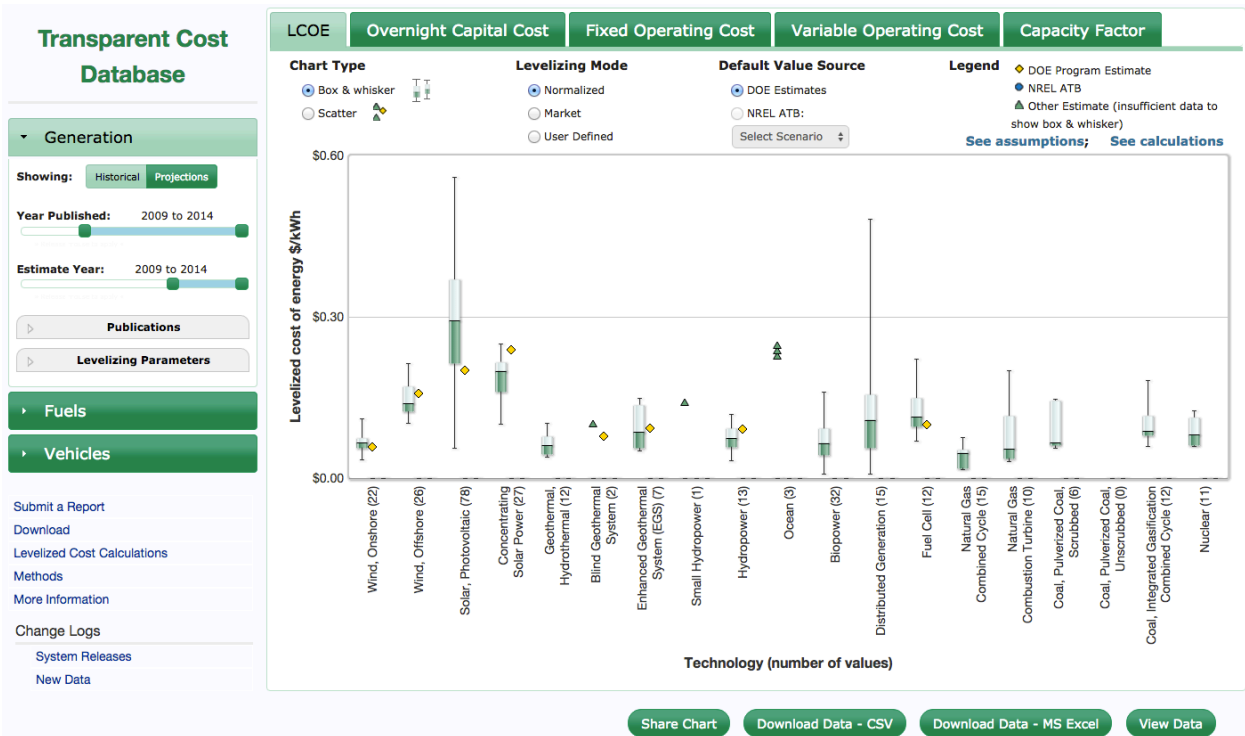 Transparent Cost
Database
Generation
Showing: Historical Projections
Year Published: 2009 to 2014
Estimate Year: 2009 to 2014
Publications
Levelizing Parameters
Fuels
Vehicles
Submit a Report
Download
Levelized Cost Calculations
Methods
More Information
Change Logs
System Releases
New Data
LCOE Overnight Capital Cost Fixed Operating Cost Variable Operating Cost Capacity Factor
Chart Type
Box & whisker
Scatter
Levelizing Mode
Normalized
Market
User Defined
Default Value Source
DOE Estimates
NREL ATB:
Select Scenario
Legend
DOE Program Estimate
NREL ATB
Other Estimate (insufficient data to
show box & whisker)
See assumptions; See calculations
Levelized cost of energy $/kWh
$0.60
$0.30
$0.00
Wind, Onshore (22)
Wind, Offshore (26)
Solar, Photovoltaic (78)
Concentrating
Solar Power (27)
Geothermal,
Hydrothermal (12)
Blind Geothermal
System (2)
Enhanced Geothermal
System (EGS) (7)
Small Hydropower (1)
Hydropower (13)
Ocean (3)
Biopower (32)
Distributed Generation (15)
Fuel Cell (12)
Natural Gas
Combined Cycle (15)
Natural Gas
Combustion Turbine (10)
Coal, Pulverized Coal,
Scrubbed (6)
Coal, Pulverized Coal,
Unscrubbed (0)
Coal, Integrated Gasification
Combined Cycle (12)
Nuclear (11)
Technology (number of values)
Share Chart Download Data - CSV Download Data - MS Excel View Data